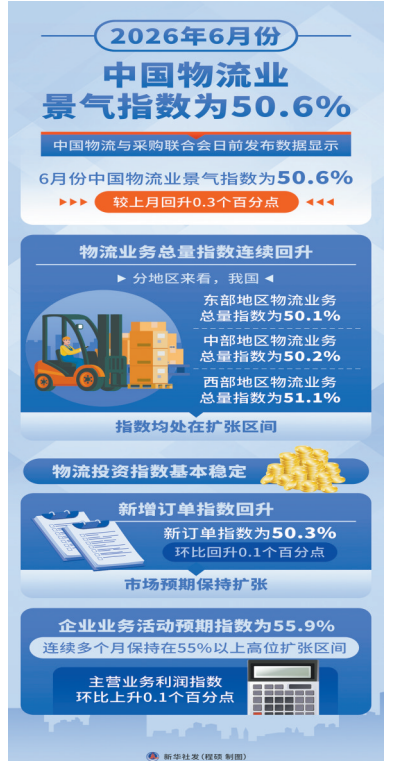 2026年6月份
中国物流业
景气指数为50.6%
中国物流与采购联合会日前发布数据显示
6月份中国物流业景气指数为50.6%
较上月回升0.3个百分点
物流业务总量指数连续回升
分地区来看，我国
东部地区物流业务
总量指数为50.1%
中部地区物流业务
总量指数为50.2%
西部地区物流业务
总量指数为51.1%
指数均处在扩张区间
物流投资指数基本稳定
新增订单指数回升
新订单指数为50.3%
环比回升0.1个百分点
市场预期保持扩张
企业业务活动预期指数为55.9%
连续多个月保持在55%以上高位扩张区间
主营业务利润指数
环比上升0.1个百分点
新华社发（程硕 制图）